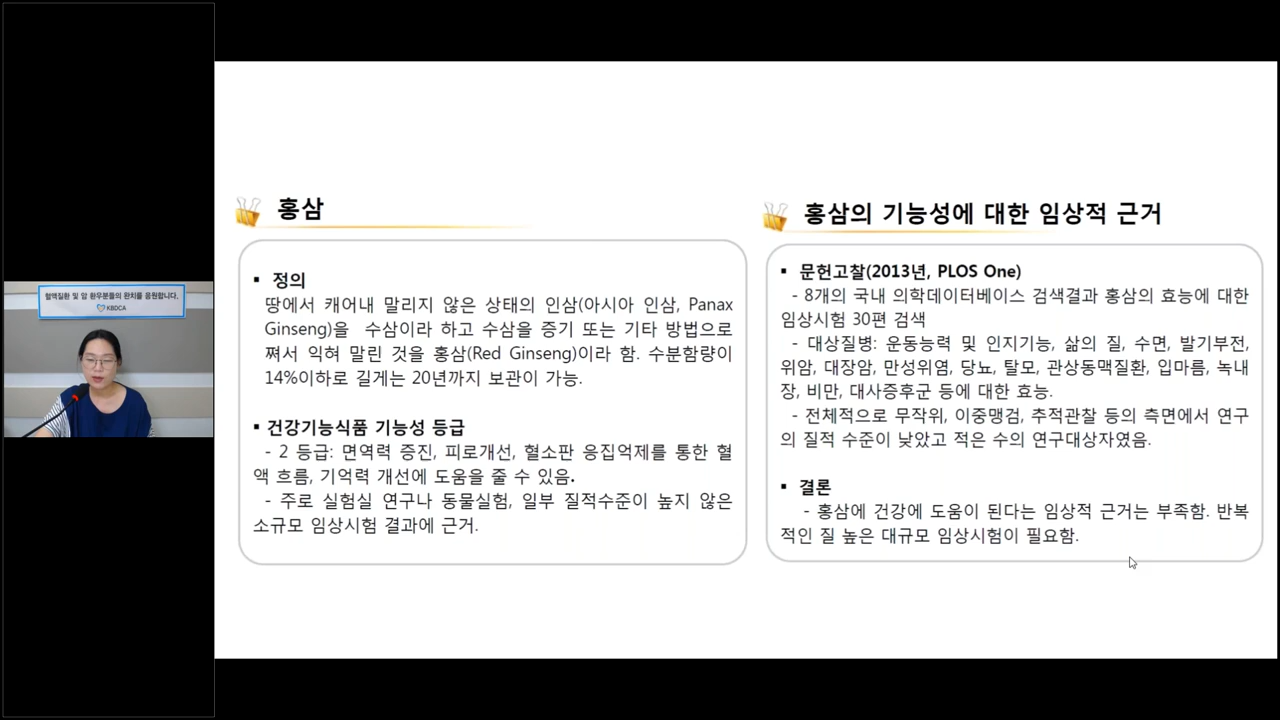 혈액질환 및 암 환우분들의 완치를 응원합니다.
KBDCA
홍삼
▪ 정의
땅에서 캐어내 말리지 않은 상태의 인삼(아시아 인삼, Panax
Ginseng)을 수삼이라 하고 수삼을 증기 또는 기타 방법으로
쪄서 익혀 말린 것을 홍삼(Red Ginseng)이라 함. 수분함량이
14%이하로 길게는 20년까지 보관이 가능.
▪ 건강기능식품 기능성 등급
- 2 등급: 면역력 증진, 피로개선, 혈소판 응집억제를 통한 혈
액 흐름, 기억력 개선에 도움을 줄 수 있음.
- 주로 실험실 연구나 동물실험, 일부 질적수준이 높지 않은
소규모 임상시험 결과에 근거.
홍삼의 기능성에 대한 임상적 근거
▪ 문헌고찰(2013년, PLOS One)
- 8개의 국내 의학데이터베이스 검색결과 홍삼의 효능에 대한
임상시험 30편 검색
- 대상질병: 운동능력 및 인지기능, 삶의 질, 수면, 발기부전,
위암, 대장암, 만성위염, 당뇨, 탈모, 관상동맥질환, 입마름, 녹내
장, 비만, 대사증후군 등에 대한 효능.
- 전체적으로 무작위, 이중맹검, 추적관찰 등의 측면에서 연구
의 질적 수준이 낮았고 적은 수의 연구대상자였음.
▪ 결론
- 홍삼에 건강에 도움이 된다는 임상적 근거는 부족함. 반복
적인 질 높은 대규모 임상시험이 필요함.